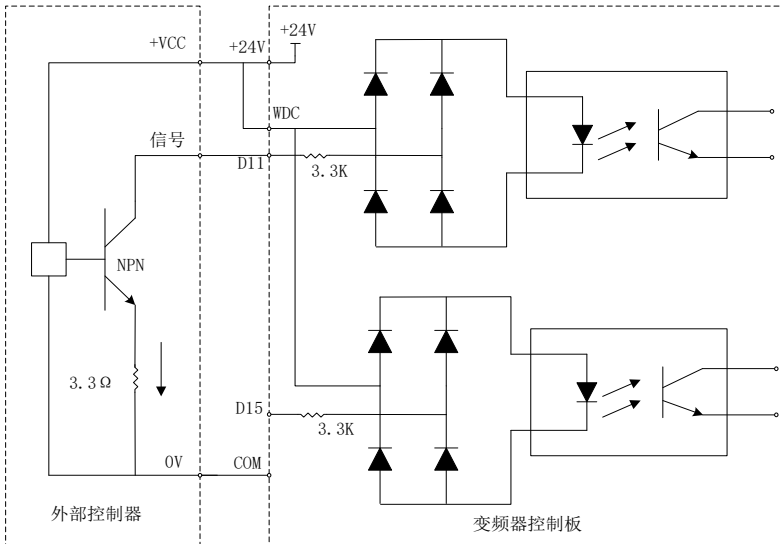 +24V
+VCC
+24V
WDC
信号
D11
3.3K
NPN
3.3Ω
D15
3.3K
0V
COM
外部控制器
变频器控制板